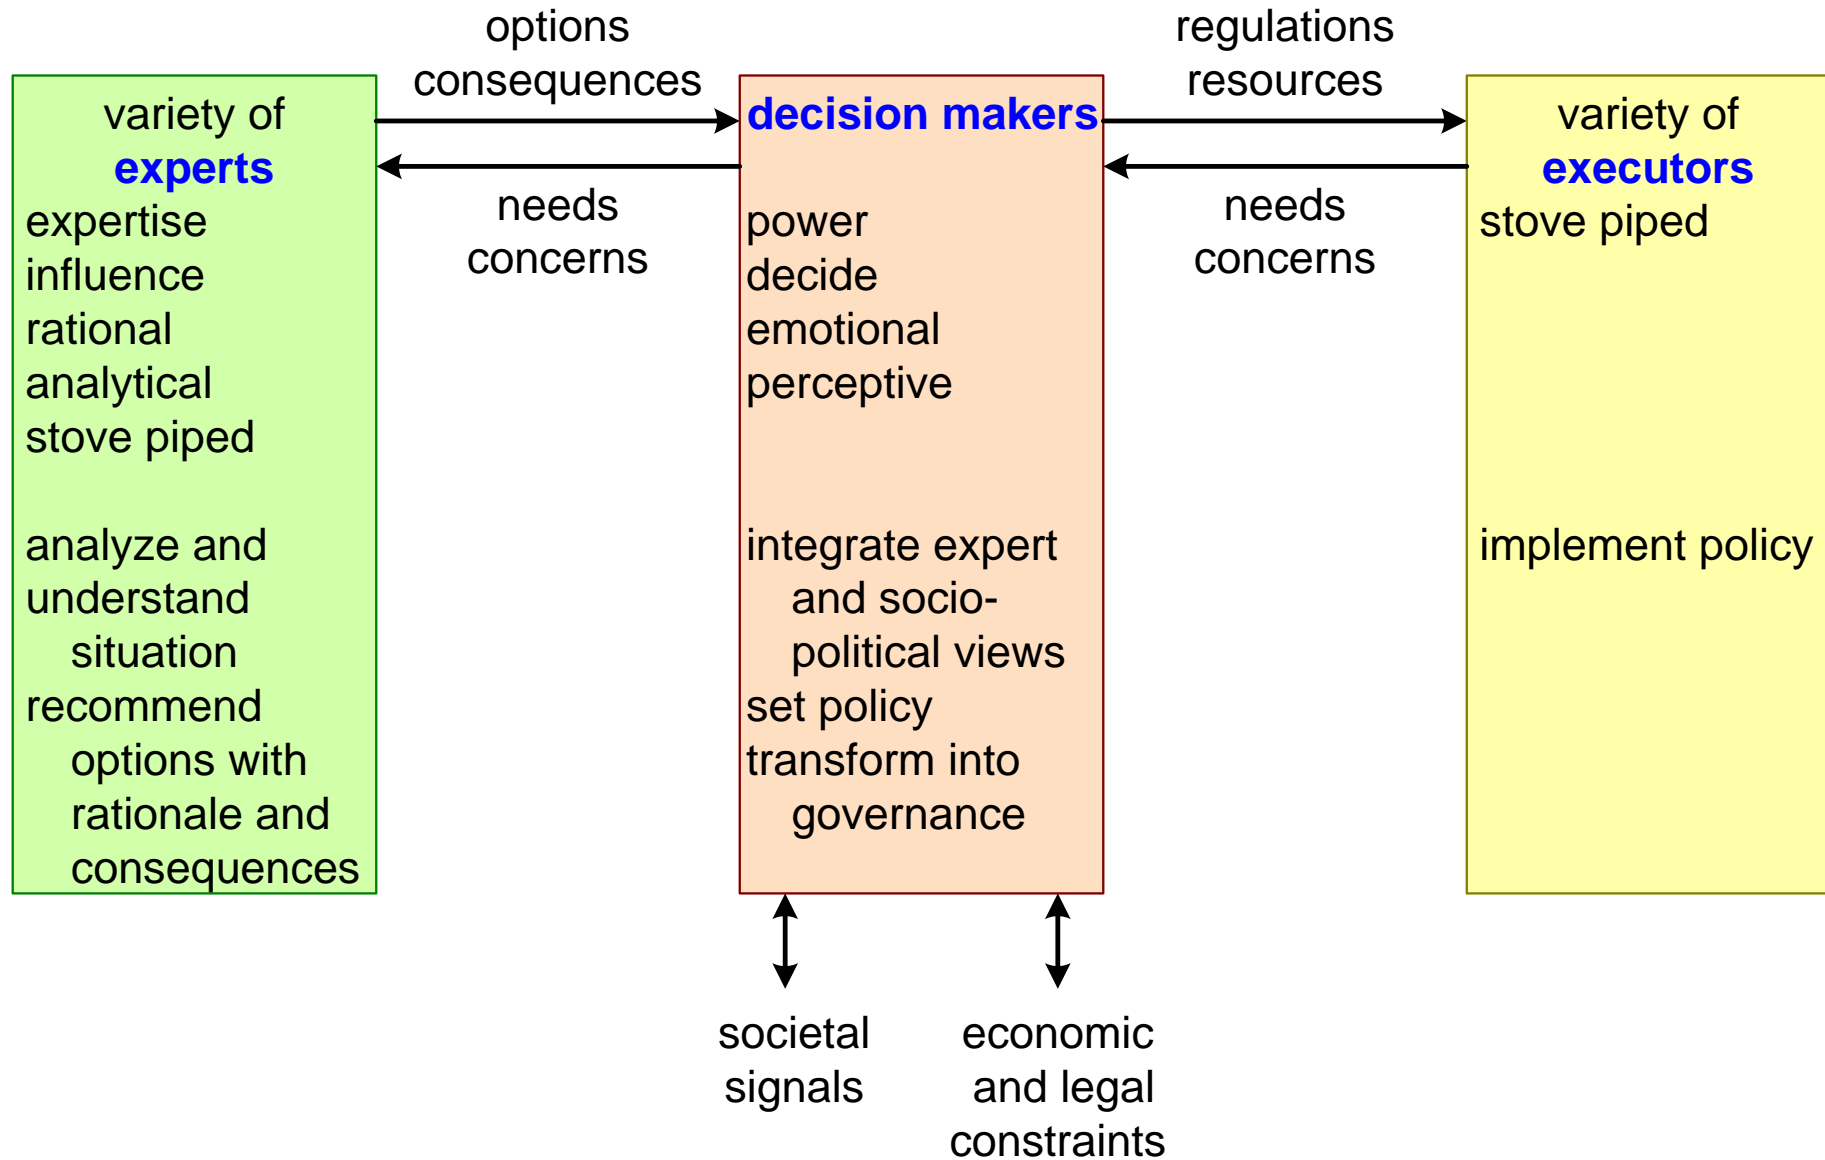 options
consequences
regulations
resources
variety of
experts
expertise
influence
rational
analytical
stove piped
analyze and
understand
situation
recommend
options with
rationale and
consequences
needs
concerns
decision makers
power
decide
emotional
perceptive
integrate expert
and socio-
political views
set policy
transform into
governance
needs
concerns
variety of
executors
stove piped
implement policy
societal
signals
economic
and legal
constraints